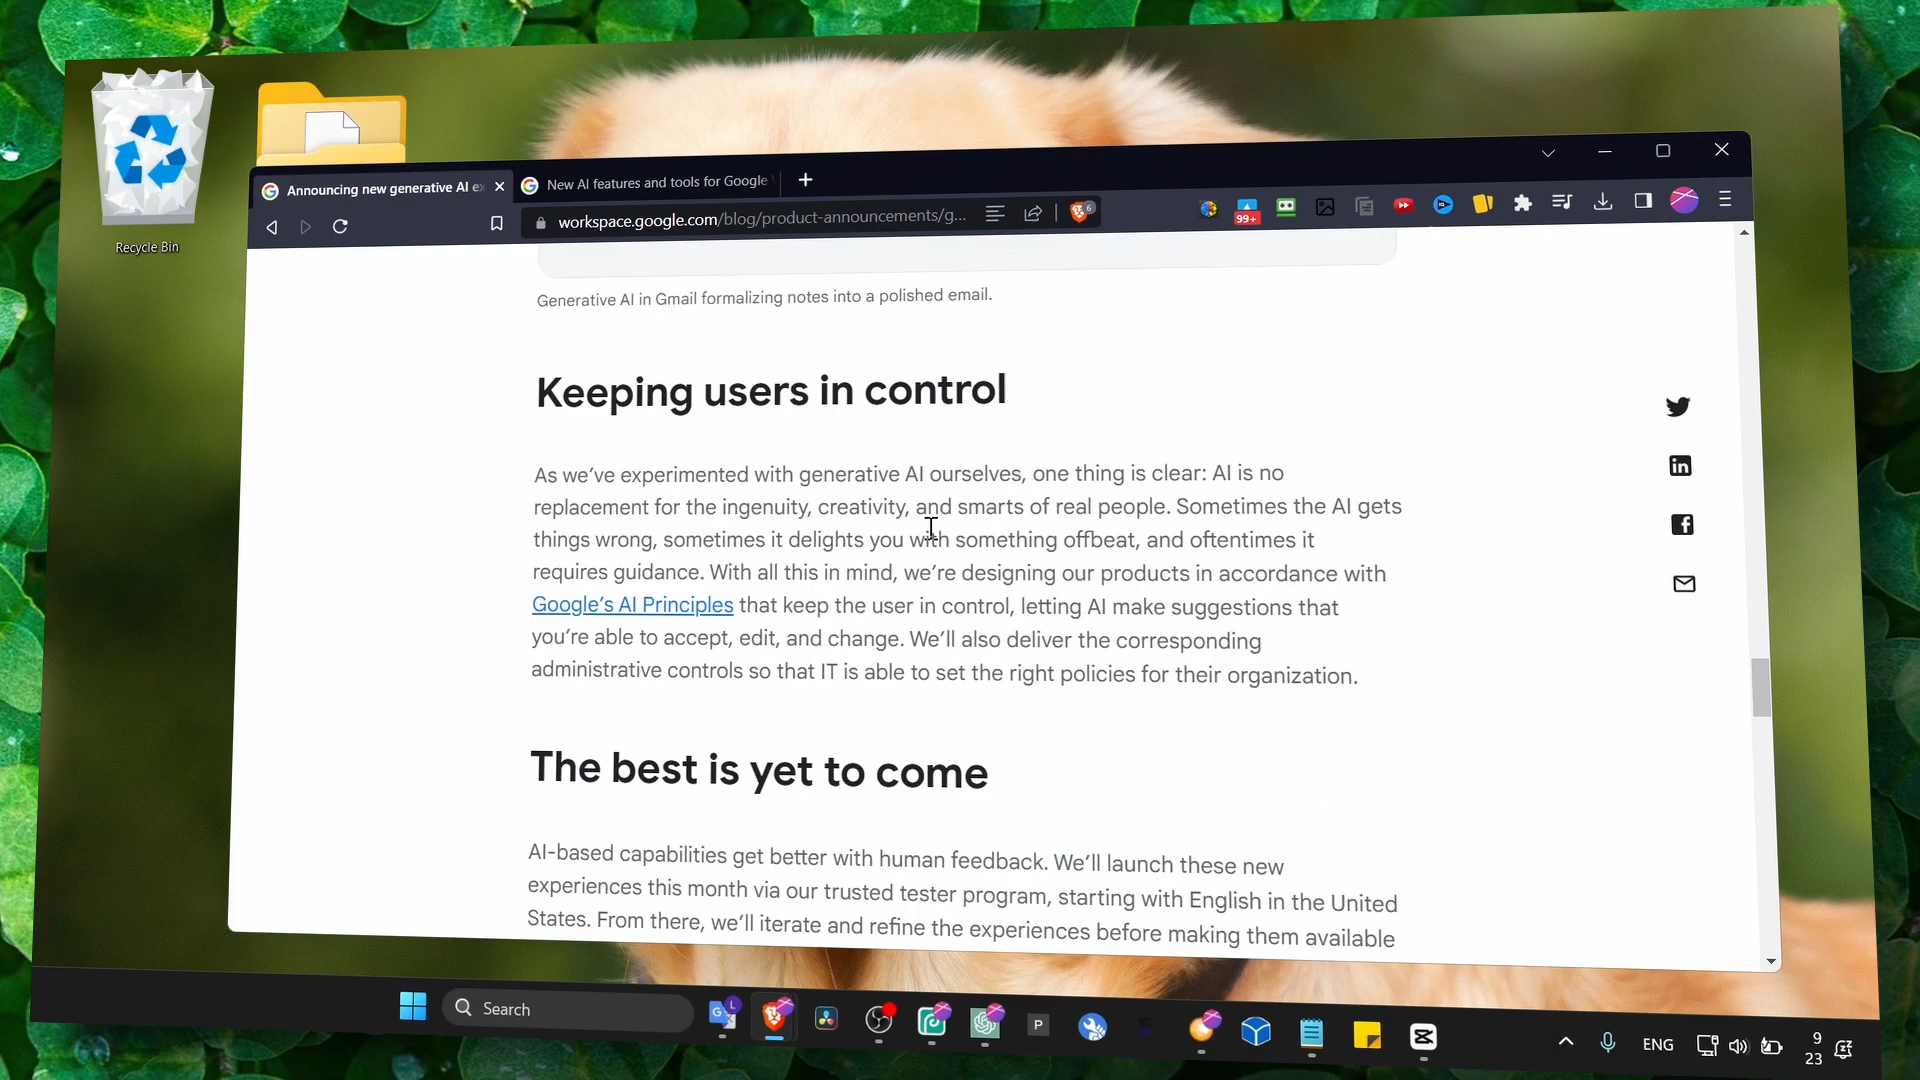 Recycle Bin
Announcing new generative AI ex
New AI features and tools for Google
workspace.google.com/blog/product-announcements/g...
6
99+
Generative AI in Gmail formalizing notes into a polished email.
Keeping users in control
As we’ve experimented with generative AI ourselves, one thing is clear: AI is no
replacement for the ingenuity, creativity, and smarts of real people. Sometimes the AI gets
things wrong, sometimes it delights you with something offbeat, and oftentimes it
requires guidance. With all this in mind, we’re designing our products in accordance with
Google’s AI Principles that keep the user in control, letting AI make suggestions that
you’re able to accept, edit, and change. We’ll also deliver the corresponding
administrative controls so that IT is able to set the right policies for their organization.
The best is yet to come
AI-based capabilities get better with human feedback. We’ll launch these new
experiences this month via our trusted tester program, starting with English in the United
States. From there, we’ll iterate and refine the experiences before making them available
Search
L
P
ENG
9
23